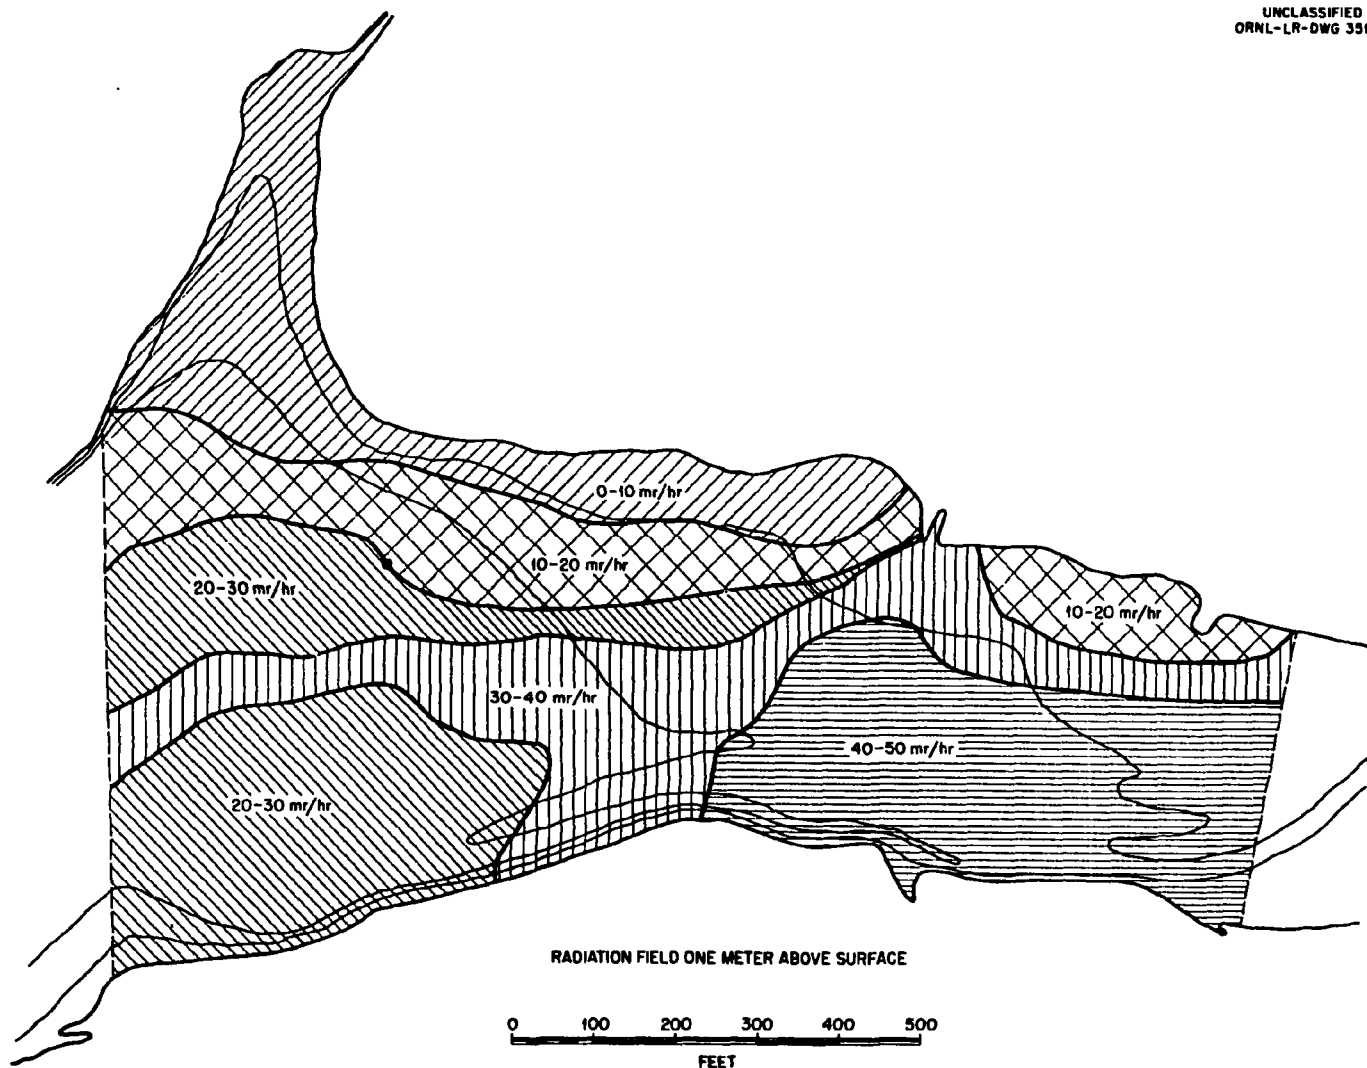 UNCLASSIFIED
ORNL-LR-DWG
0-10 mr/hr
10-20 mr/hr
20-30 mr/hr
10-20 mr/hr
30-40 mr/hr
40-50 mr/hr
20-30 mr/hr
RADIATION FIELD ONE METER ABOVE SURFACE
0 100 200 300 400 500
FEET